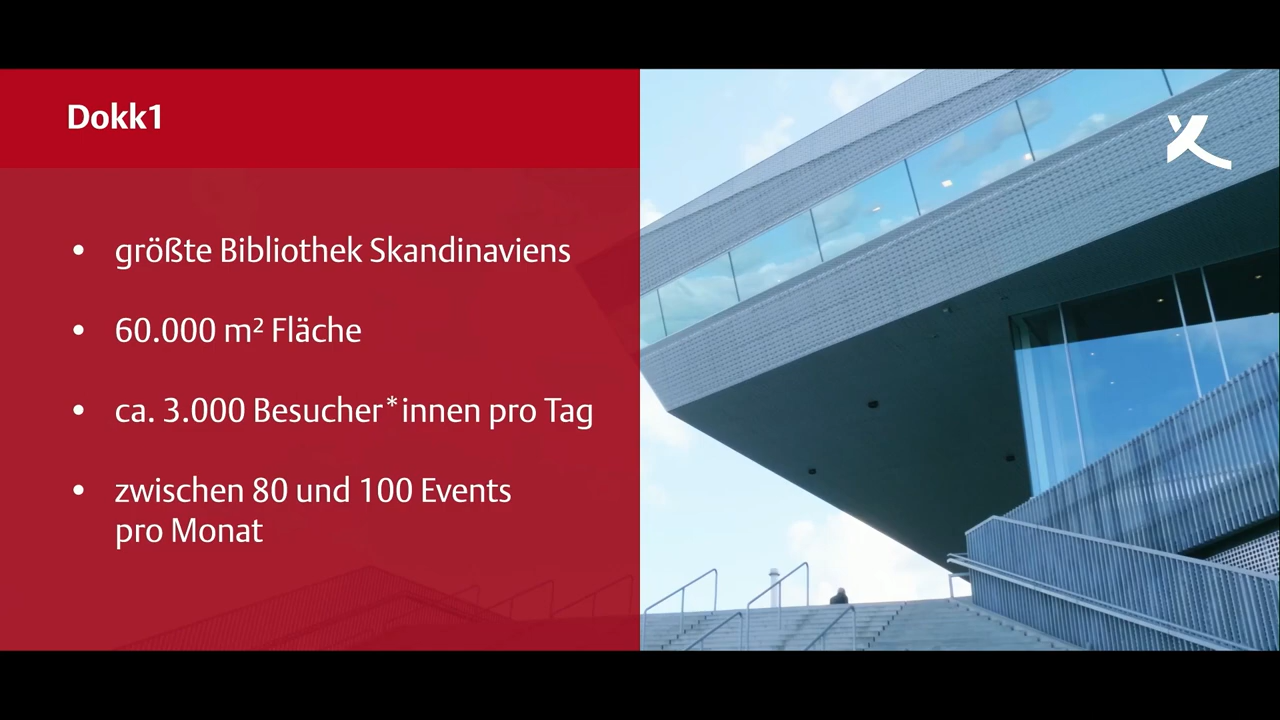 Dokk1
• größte Bibliothek Skandinaviens
• 60.000 m² Fläche
• ca. 3.000 Besucher*innen pro Tag
• zwischen 80 und 100 Events
pro Monat